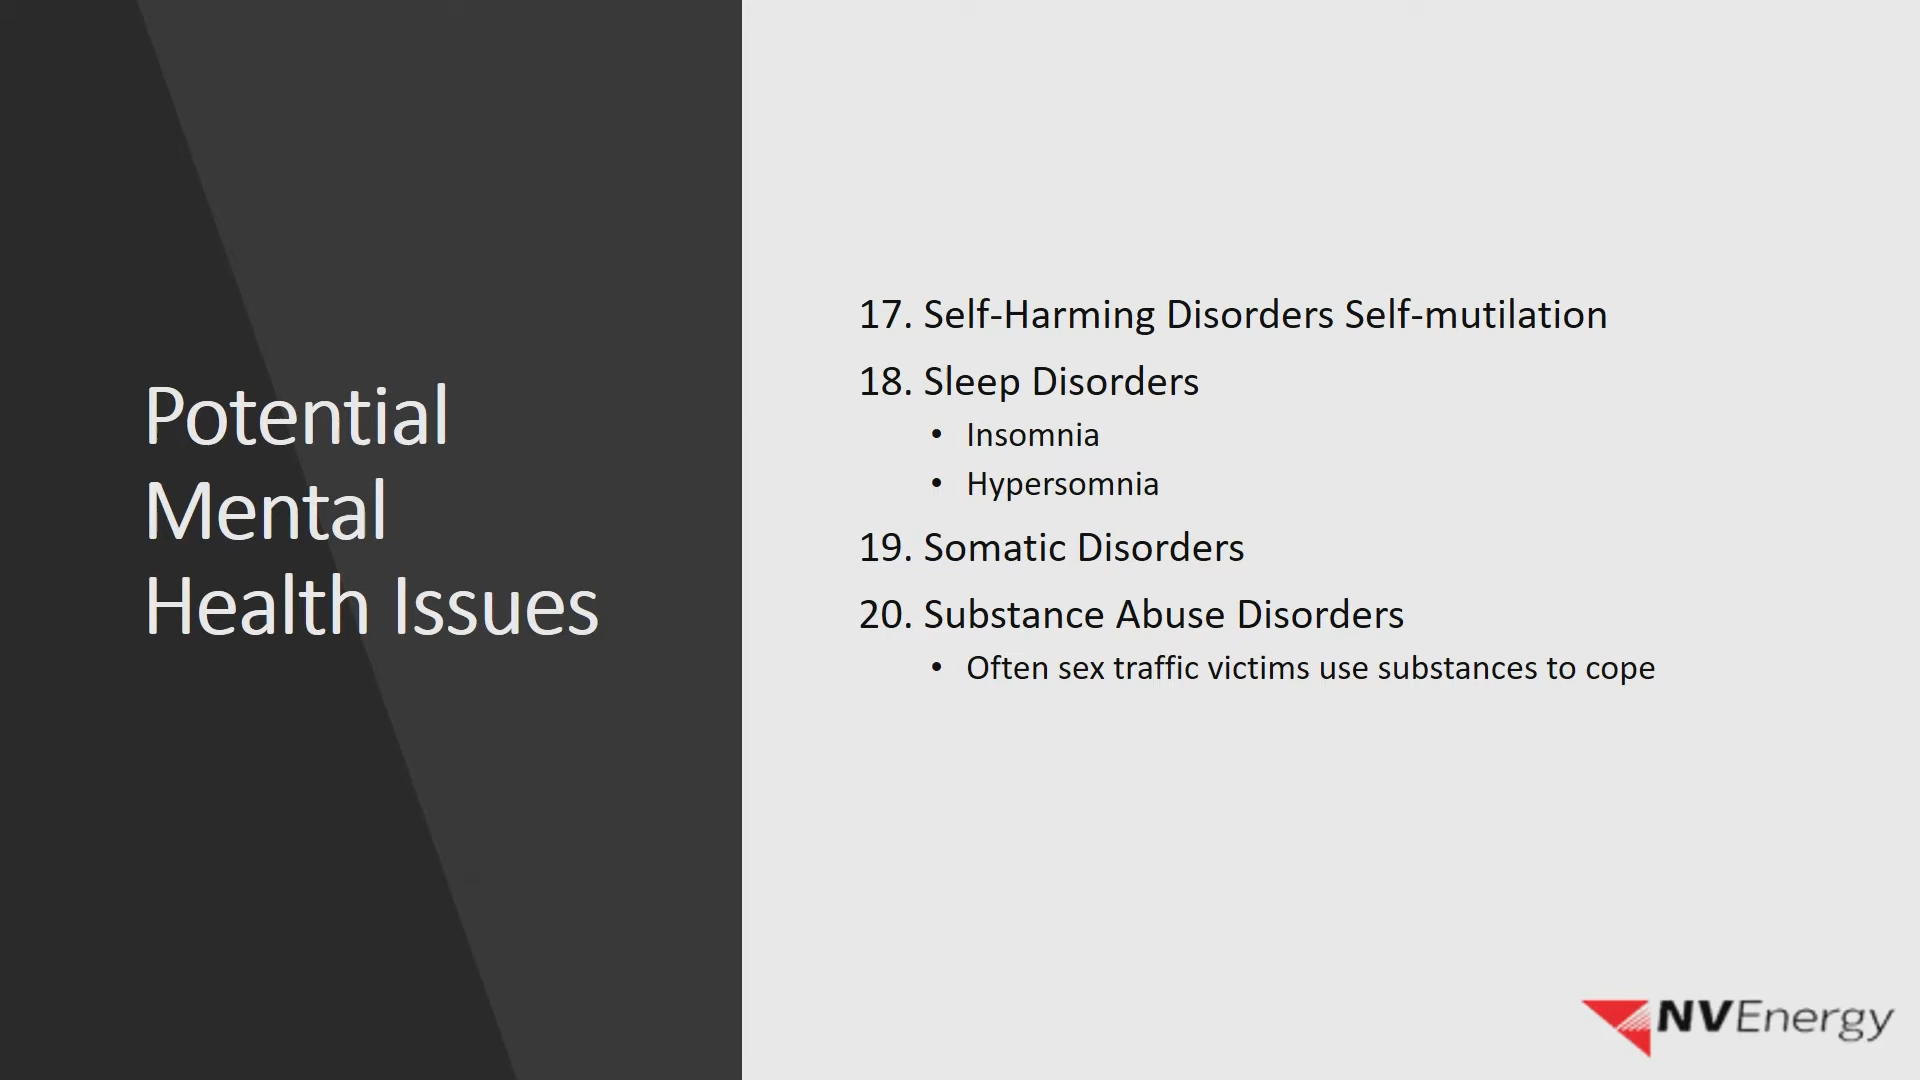 Potential
Mental
Health Issues
17. Self-Harming Disorders Self-mutilation
18. Sleep Disorders
• Insomnia
• Hypersomnia
19. Somatic Disorders
20. Substance Abuse Disorders
• Often sex traffic victims use substances to cope
NVEnergy